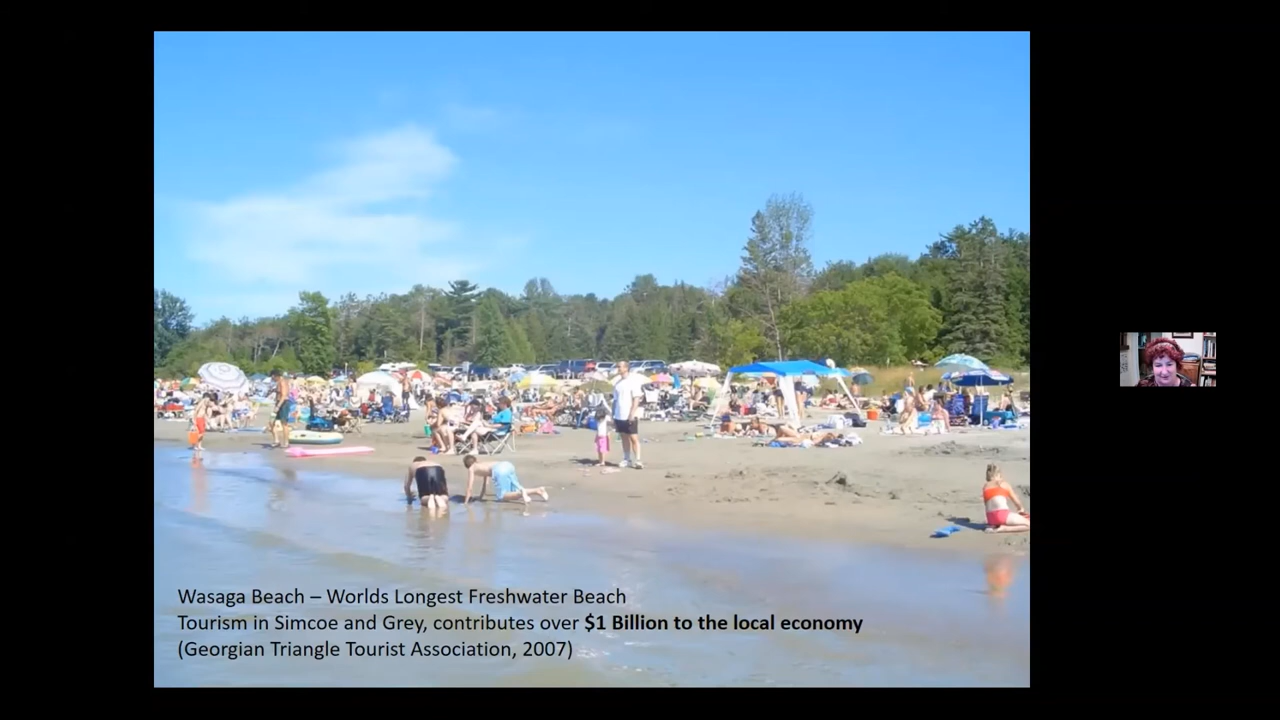 Wasaga Beach – Worlds Longest Freshwater Beach
Tourism in Simcoe and Grey, contributes over $1 Billion to the local economy
(Georgian Triangle Tourist Association, 2007)